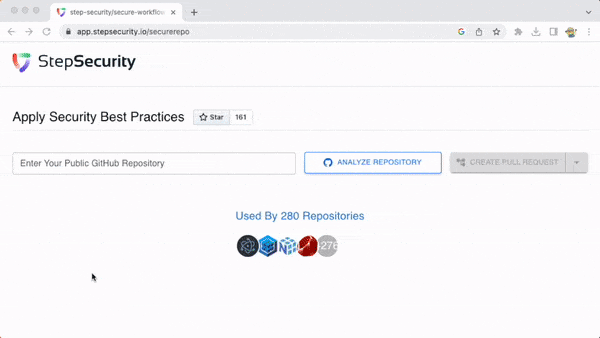 step-security/secure-workflow
app.stepsecurity.io/securerepo
StepSecurity
Apply Security Best Practices
Star
161
Enter Your Public GitHub Repository
ANALYZE REPOSITORY
CREATE PULL REQUEST
Used By 280 Repositories